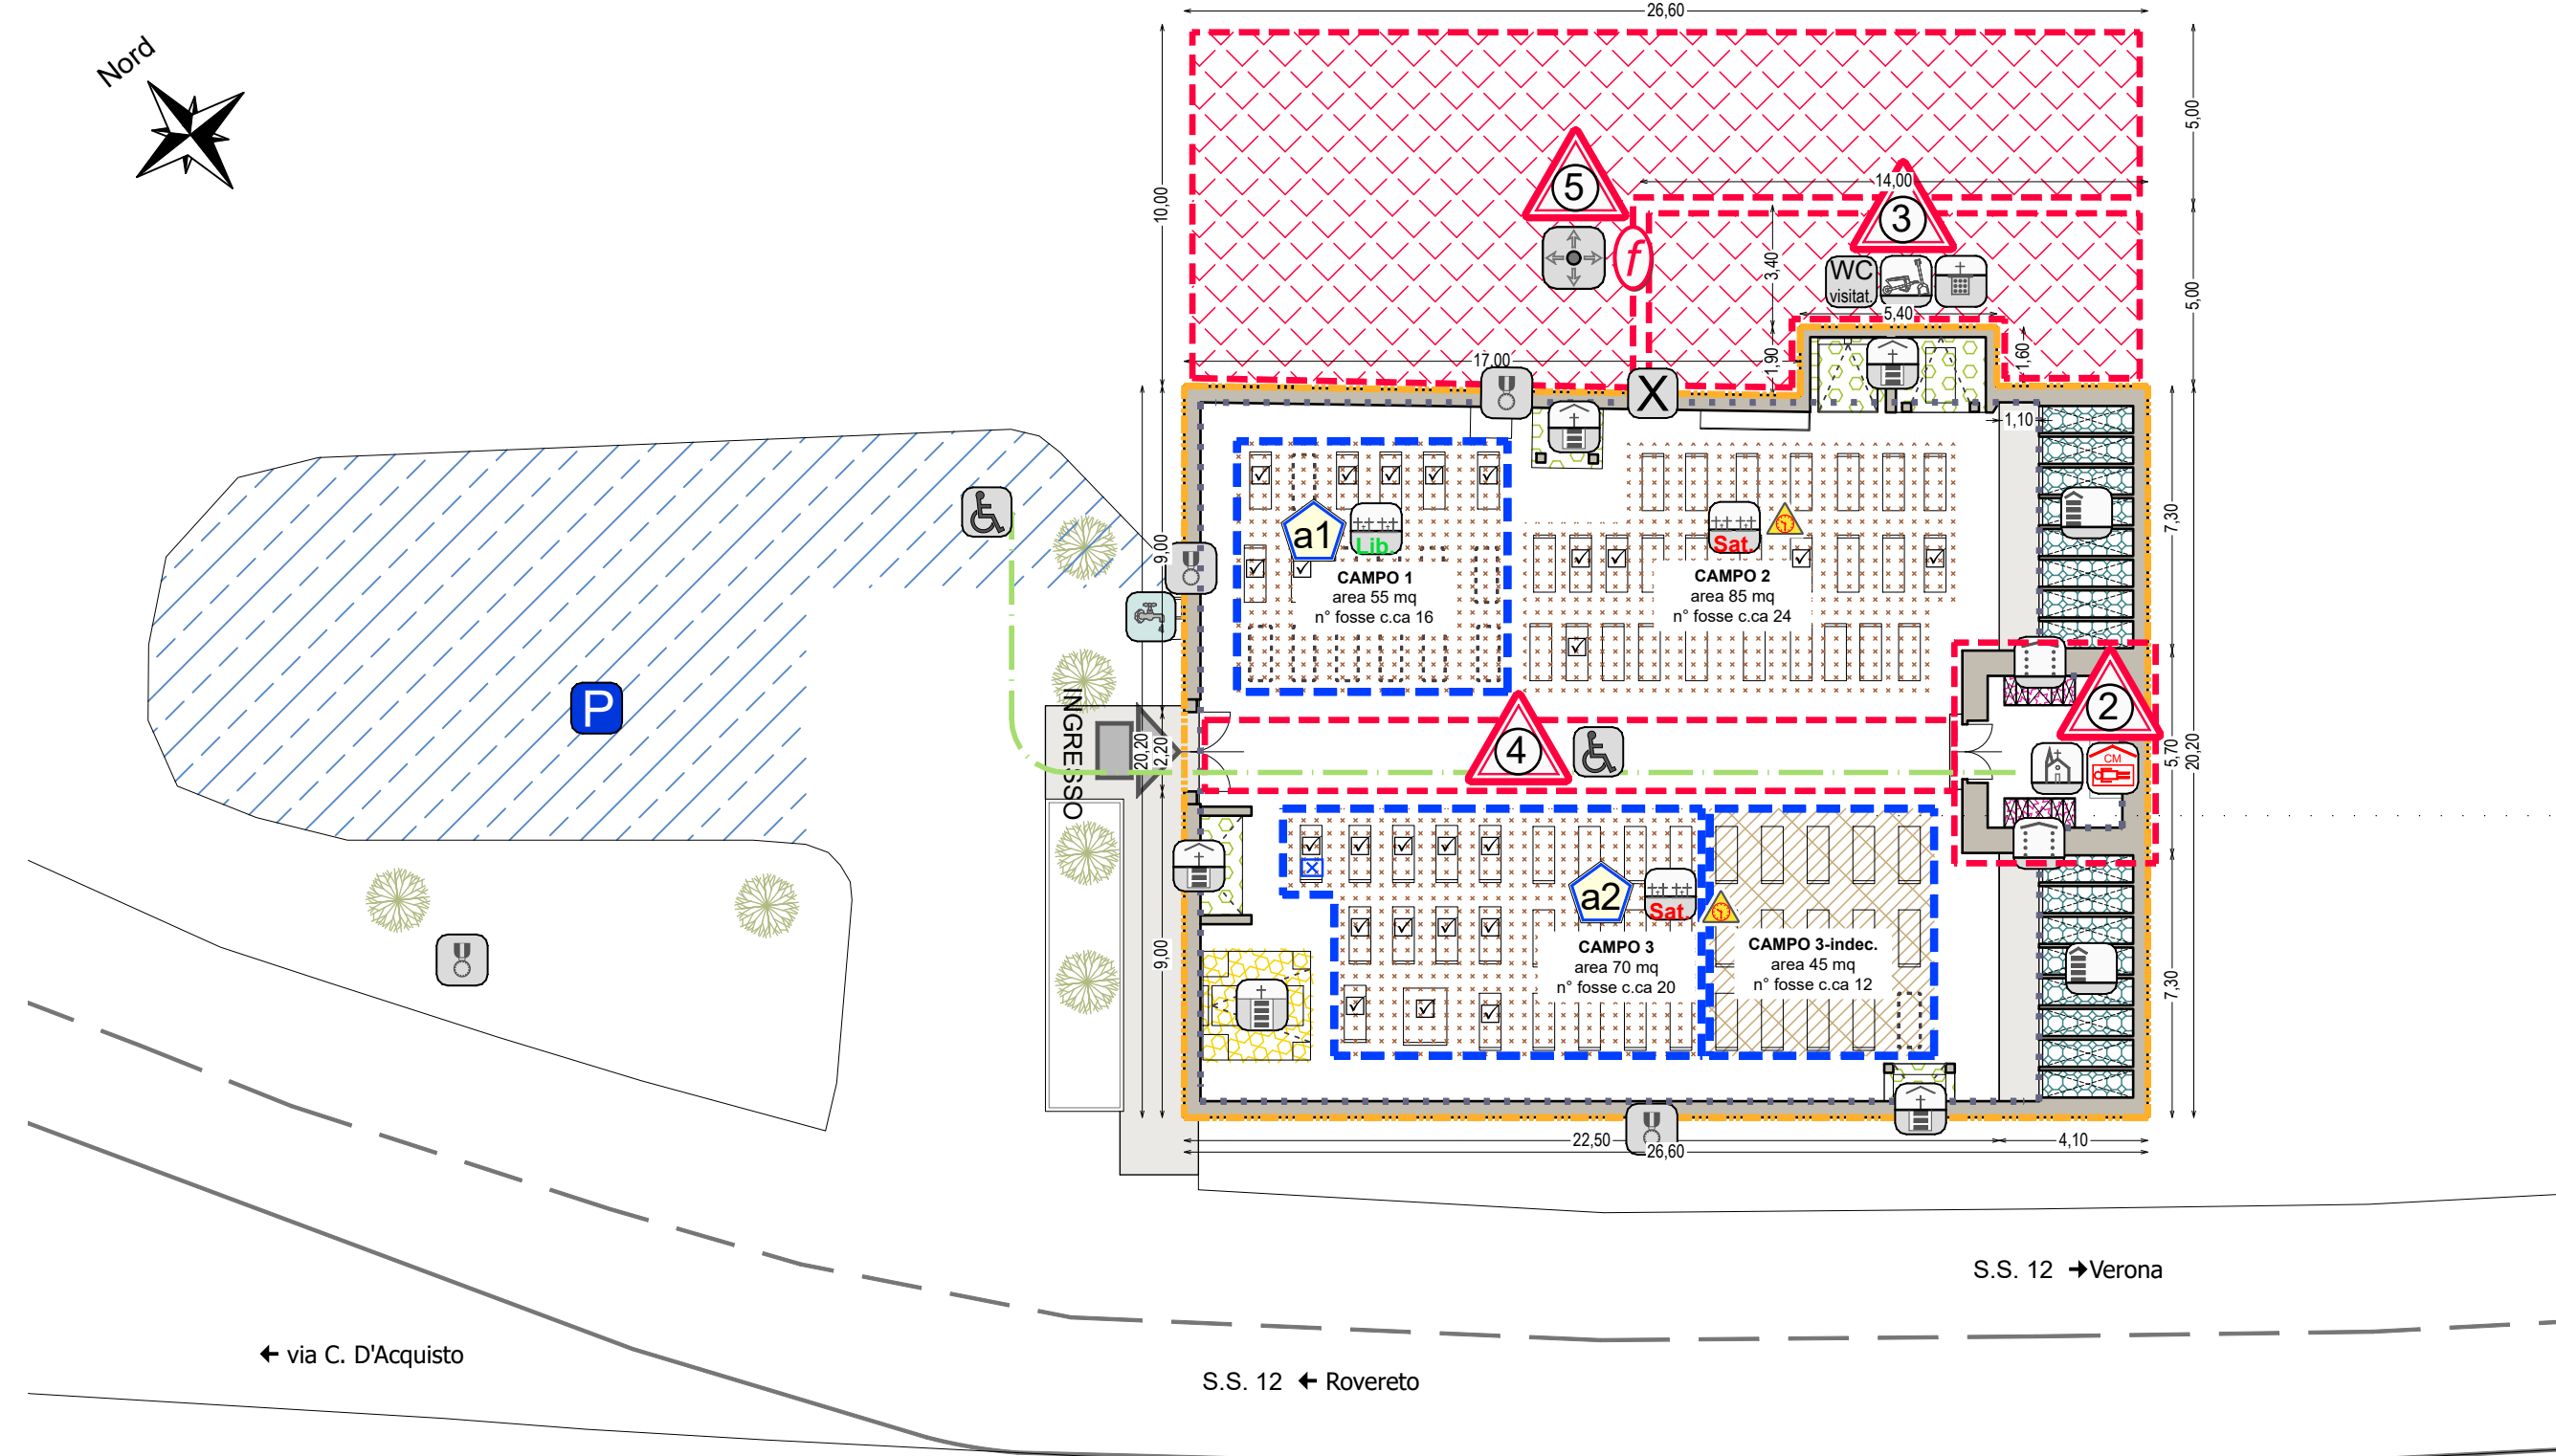 Nord
26,60
10,00
5,00
5
14,00
3
f
3,40
WC
visitat.
5,00
5,40
17,00
1,90
1,60
X
1,10
9,00
a1
Lib.
Sat.
CAMPO 1
area 55 mq
n° fosse c.ca 16
CAMPO 2
area 85 mq
n° fosse c.ca 24
7,30
P
INGRESSO
20,20
2,20
4
2
CM
5,70
20,20
a2
Sat.
CAMPO 3
area 70 mq
n° fosse c.ca 20
CAMPO 3-indec.
area 45 mq
n° fosse c.ca 12
9,00
7,30
22,50
4,10
26,60
S.S. 12 → Verona
← via C. D'Acquisto
S.S. 12 ← Rovereto